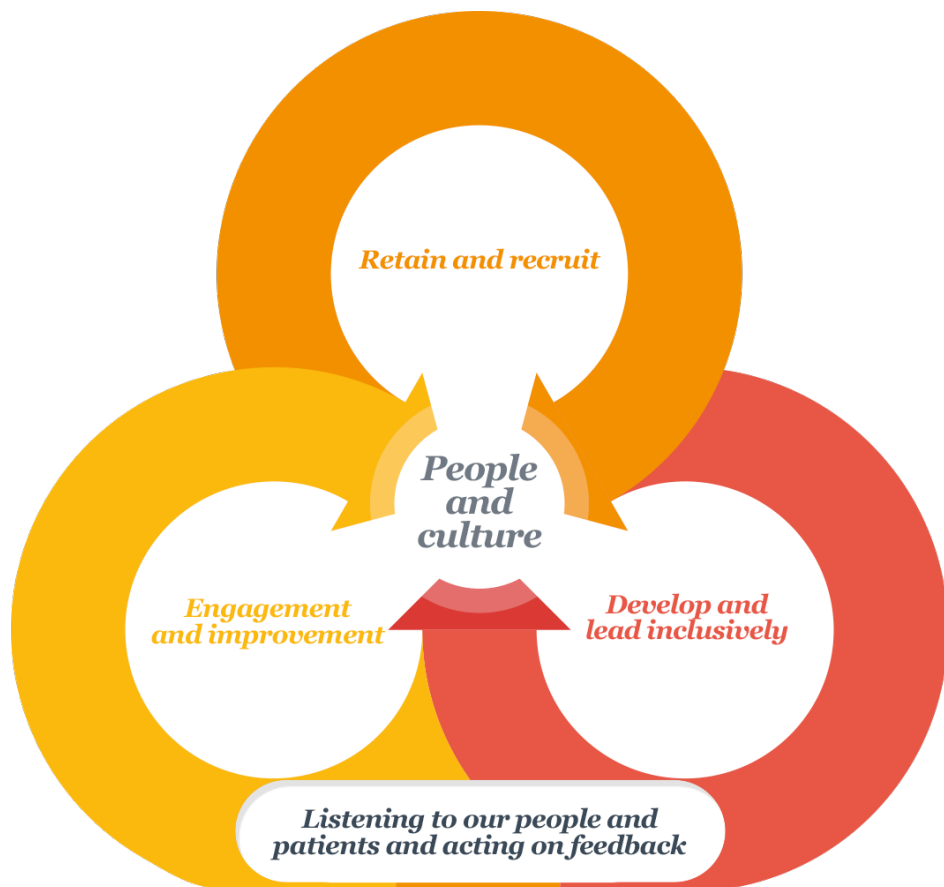 Retain and recruit
People
and
culture
Engagement
and improvement
Develop and
lead inclusively
Listening to our people and
patients and acting on feedback